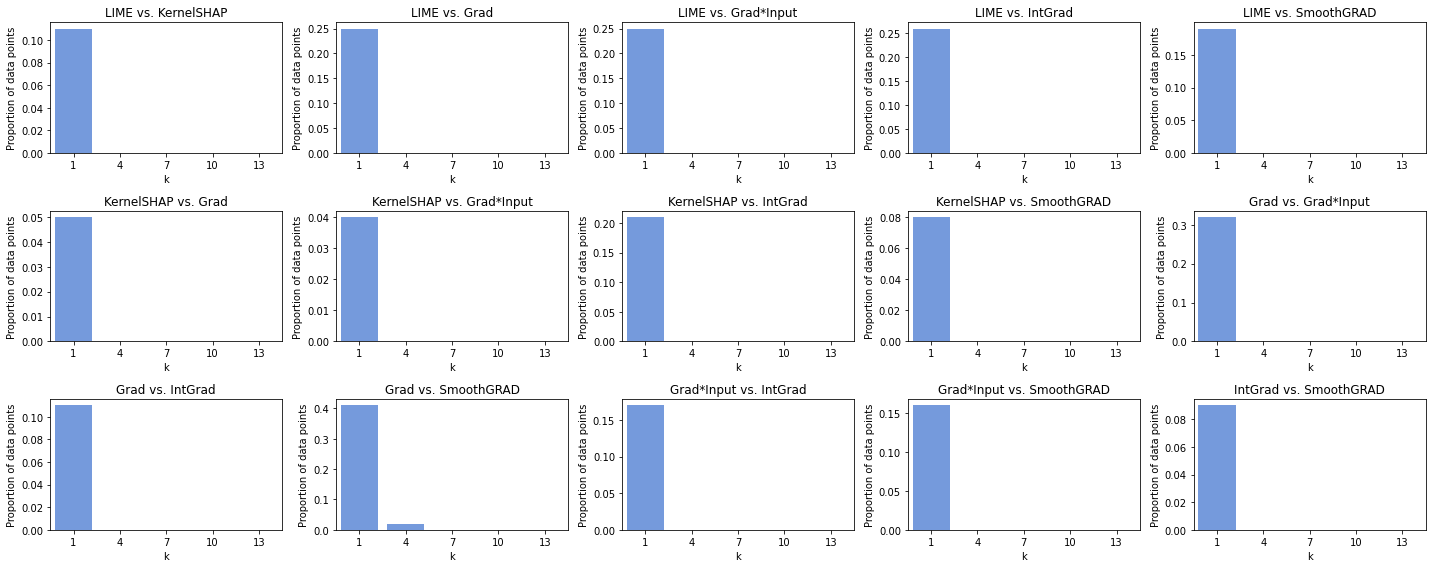 LIME vs. KernelSHAP
Proportion of data points
0.10
0.08
0.06
0.04
0.02
0.00
1 4 7 10 13
k
LIME vs. Grad
Proportion of data points
0.25
0.20
0.15
0.10
0.05
0.00
1 4 7 10 13
k
LIME vs. Grad*Input
Proportion of data points
0.25
0.20
0.15
0.10
0.05
0.00
1 4 7 10 13
k
LIME vs. IntGrad
Proportion of data points
0.25
0.20
0.15
0.10
0.05
0.00
1 4 7 10 13
k
LIME vs. SmoothGRAD
Proportion of data points
0.15
0.10
0.05
0.00
1 4 7 10 13
k
KernelSHAP vs. Grad
Proportion of data points
0.05
0.04
0.03
0.02
0.01
0.00
1 4 7 10 13
k
KernelSHAP vs. Grad*Input
Proportion of data points
0.04
0.03
0.02
0.01
0.00
1 4 7 10 13
k
KernelSHAP vs. IntGrad
Proportion of data points
0.20
0.15
0.10
0.05
0.00
1 4 7 10 13
k
KernelSHAP vs. SmoothGRAD
Proportion of data points
0.08
0.06
0.04
0.02
0.00
1 4 7 10 13
k
Grad vs. Grad*Input
Proportion of data points
0.3
0.2
0.1
0.0
1 4 7 10 13
k
Grad vs. IntGrad
Proportion of data points
0.10
0.08
0.06
0.04
0.02
0.00
1 4 7 10 13
k
Grad vs. SmoothGRAD
Proportion of data points
0.4
0.3
0.2
0.1
0.0
1 4 7 10 13
k
Grad*Input vs. IntGrad
Proportion of data points
0.15
0.10
0.05
0.00
1 4 7 10 13
k
Grad*Input vs. SmoothGRAD
Proportion of data points
0.15
0.10
0.05
0.00
1 4 7 10 13
k
IntGrad vs. SmoothGRAD
Proportion of data points
0.08
0.06
0.04
0.02
0.00
1 4 7 10 13
k